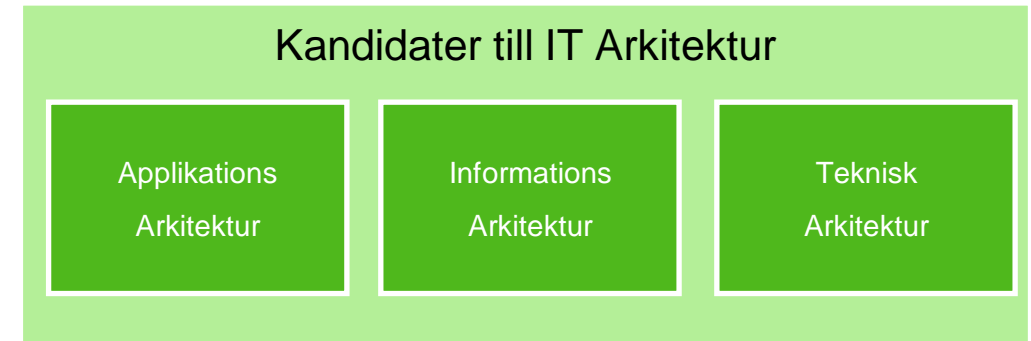 Kandidater till IT Arkitektur
Applikations
Arkitektur
Informations
Arkitektur
Teknisk
Arkitektur